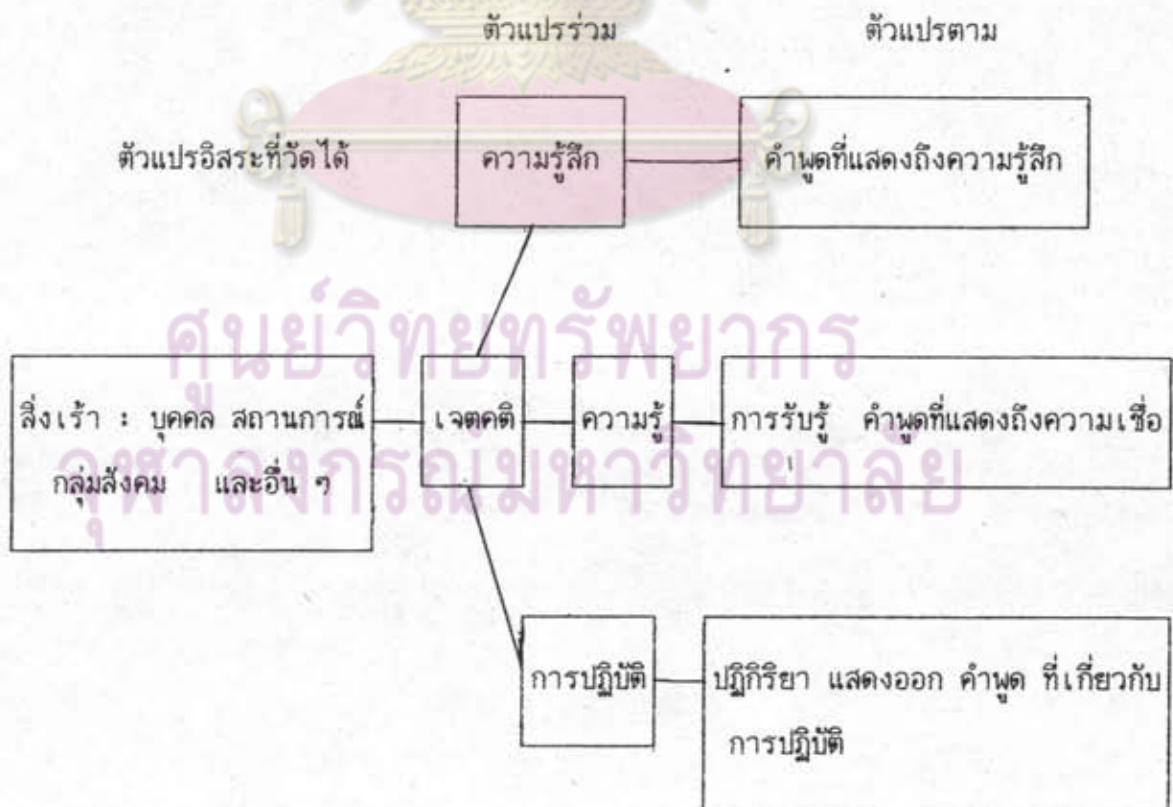 ตัวแปรร่วม ตัวแปรตาม
ตัวแปรอิสระที่วัดได้ ความรู้สึก คำพูดที่แสดงถึงความรู้สึก
ศูนย์วิทยทรัพยากร
สิ่งเร้า : บุคคล สถานการณ์ เจตคติ ความรู้ การรับรู้ คำพูดที่แสดงถึงความเชื่อ
กลุ่มสังคม และอื่น ๆ
จุฬาลงกรณ์มหาวิทยาลัย
การปฏิบัติ ปฏิกิริยา แสดงออก คำพูด ที่เกี่ยวกับ
การปฏิบัติ